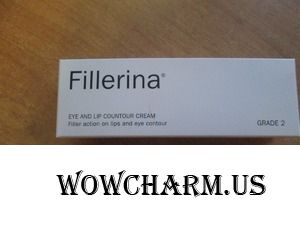 Fillerina®
EYE AND LIP COUNTOUR CREAM
Filler action on lips and eye contour
GRADE 2
WOWCHARM.US